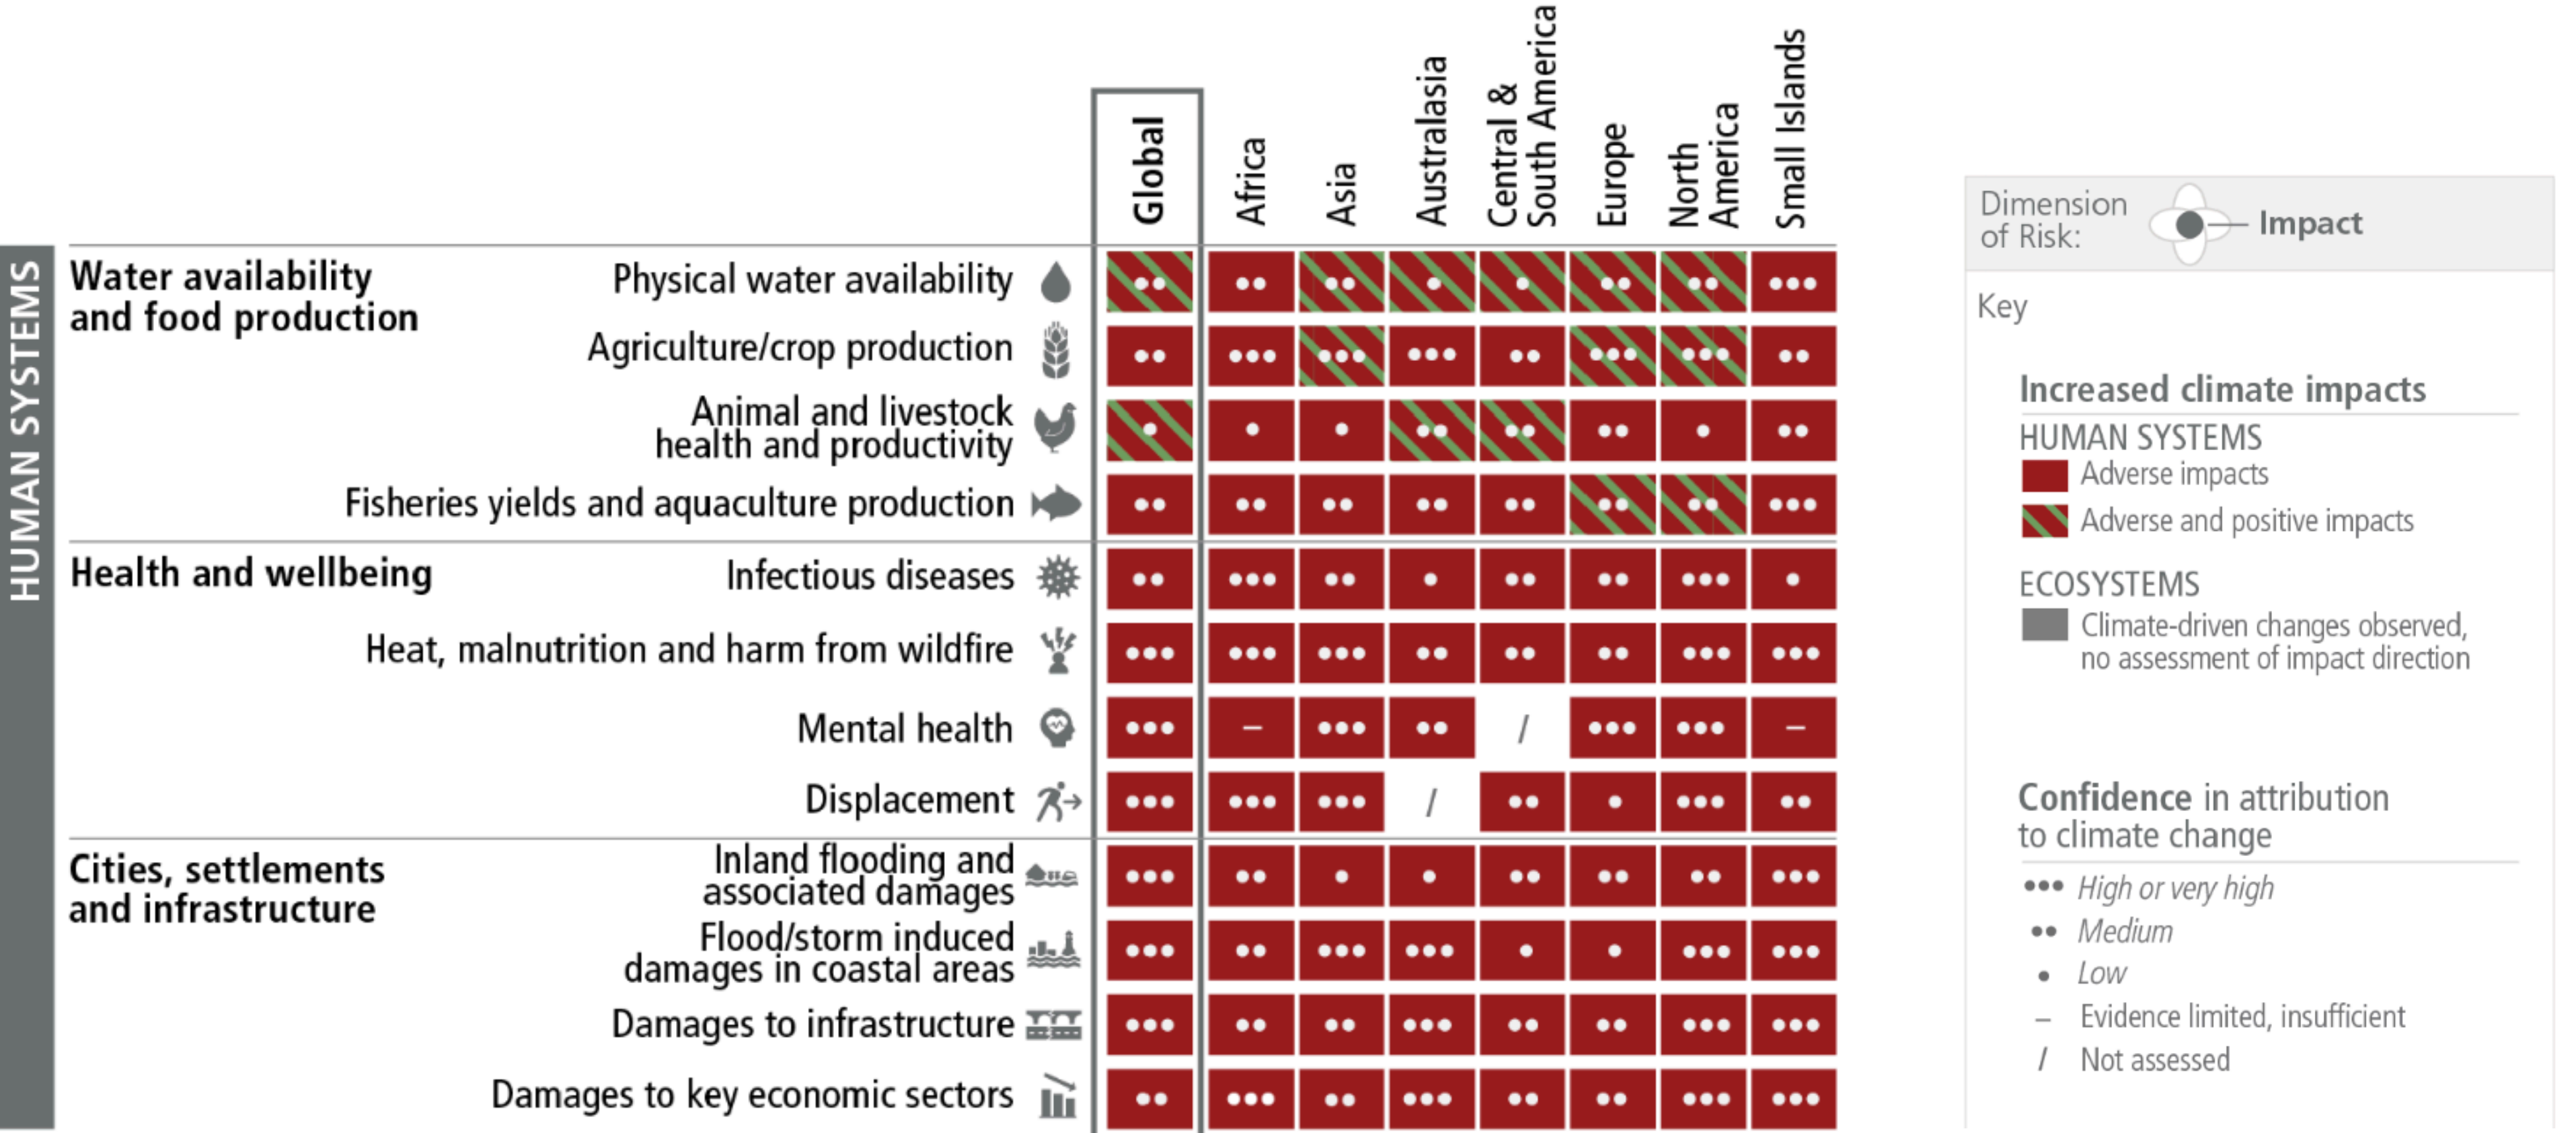 Global
Africa
Asia
Australasia
Central &
South America
Europe
North
America
Small Islands
HUMAN SYSTEMS
Water availability
and food production
Physical water availability
Agriculture/crop production
Animal and livestock
health and productivity
Fisheries yields and aquaculture production
Health and wellbeing
Infectious diseases
Heat, malnutrition and harm from wildfire
Mental health
– / –
Displacement
/
Cities, settlements
and infrastructure
Inland flooding and
associated damages
Flood/storm induced
damages in coastal areas
Damages to infrastructure
Damages to key economic sectors
Dimension
of Risk:
Impact
Key
Increased climate impacts
HUMAN SYSTEMS
Adverse impacts
Adverse and positive impacts
ECOSYSTEMS
Climate-driven changes observed,
no assessment of impact direction
Confidence in attribution
to climate change
••• High or very high
•• Medium
• Low
– Evidence limited, insufficient
/ Not assessed